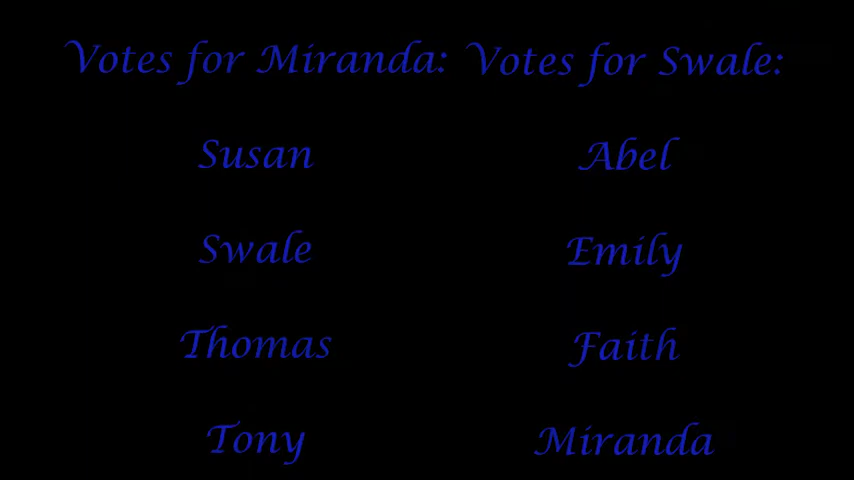 Votes for Miranda: Votes for Swale:
Susan Abel
Swale Emily
Thomas Faith
Tony Miranda